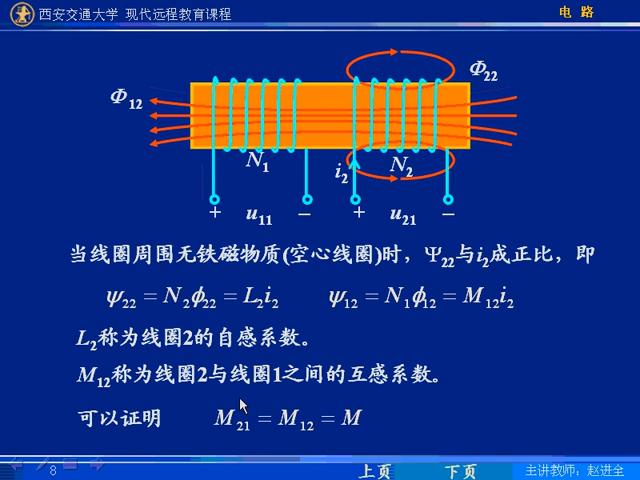 西安交通大学 现代远程教育课程
电 路
Φ22
Φ12
N1 i2 N2
+ u11 − + u21 −
当线圈周围无铁磁物质(空心线圈)时，Ψ22与i2成正比，即
ψ22 = N2ϕ22 = L2i2 ψ12 = N1ϕ12 = M12i2
L2称为线圈2的自感系数。
M12称为线圈2与线圈1之间的互感系数。
可以证明 M21 = M12 = M
8 上页 下页 主讲教师：赵进全